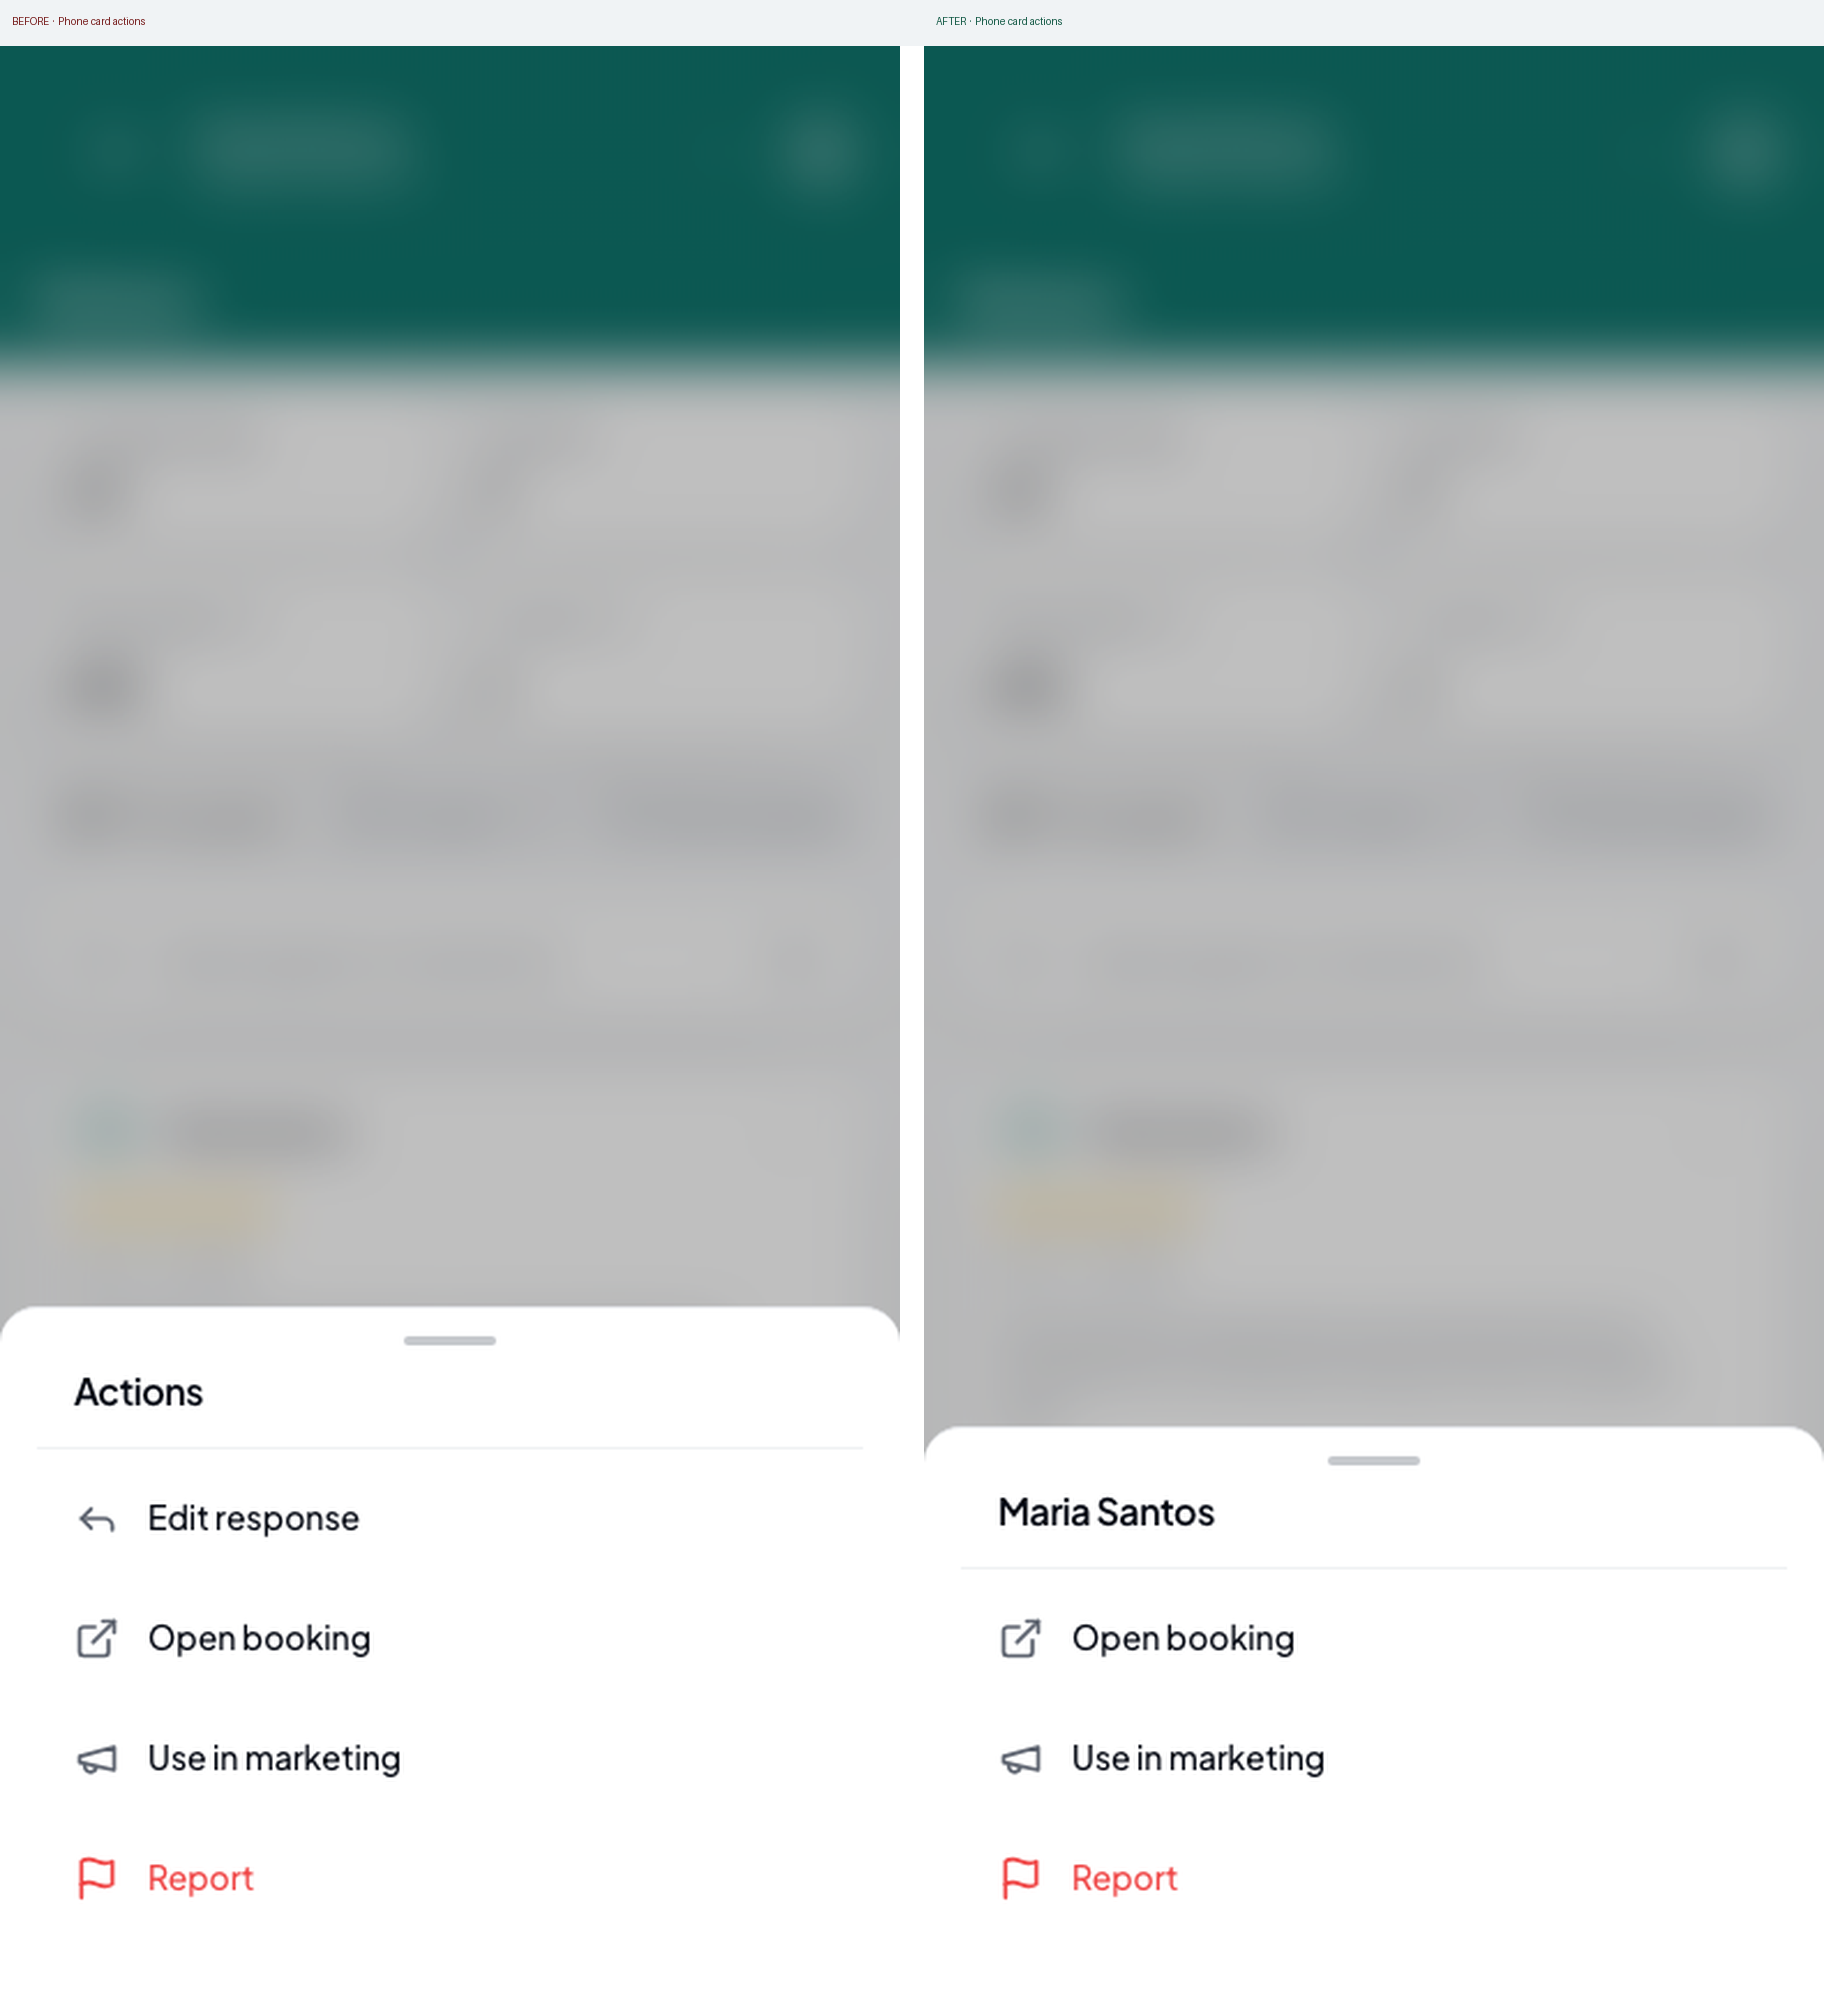 BEFORE · Phone card actions
AFTER · Phone card actions
Actions
Edit response
Open booking
Use in marketing
Report
Maria Santos
Open booking
Use in marketing
Report